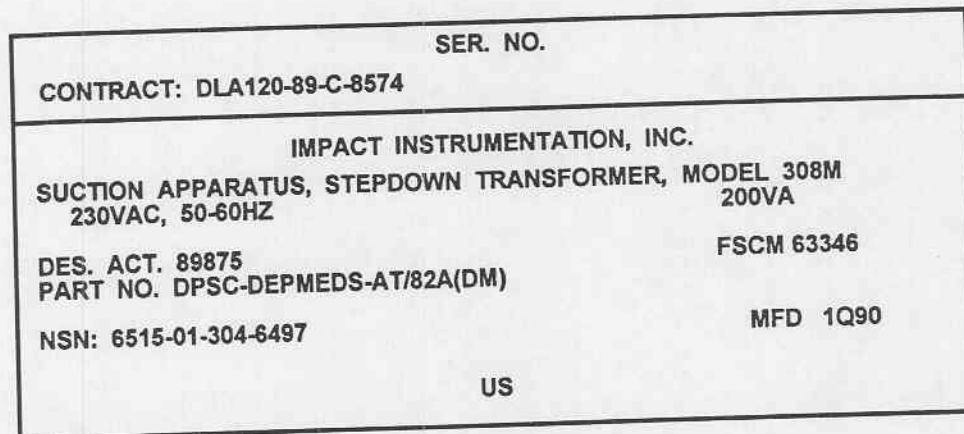 SER. NO.
CONTRACT: DLA120-89-C-8574
IMPACT INSTRUMENTATION, INC.
SUCTION APPARATUS, STEPDOWN TRANSFORMER, MODEL 308M
230VAC, 50-60HZ 200VA
DES. ACT. 89875 FSCM 63346
PART NO. DPSC-DEPMEDS-AT/82A(DM)
NSN: 6515-01-304-6497 MFD 1Q90
US